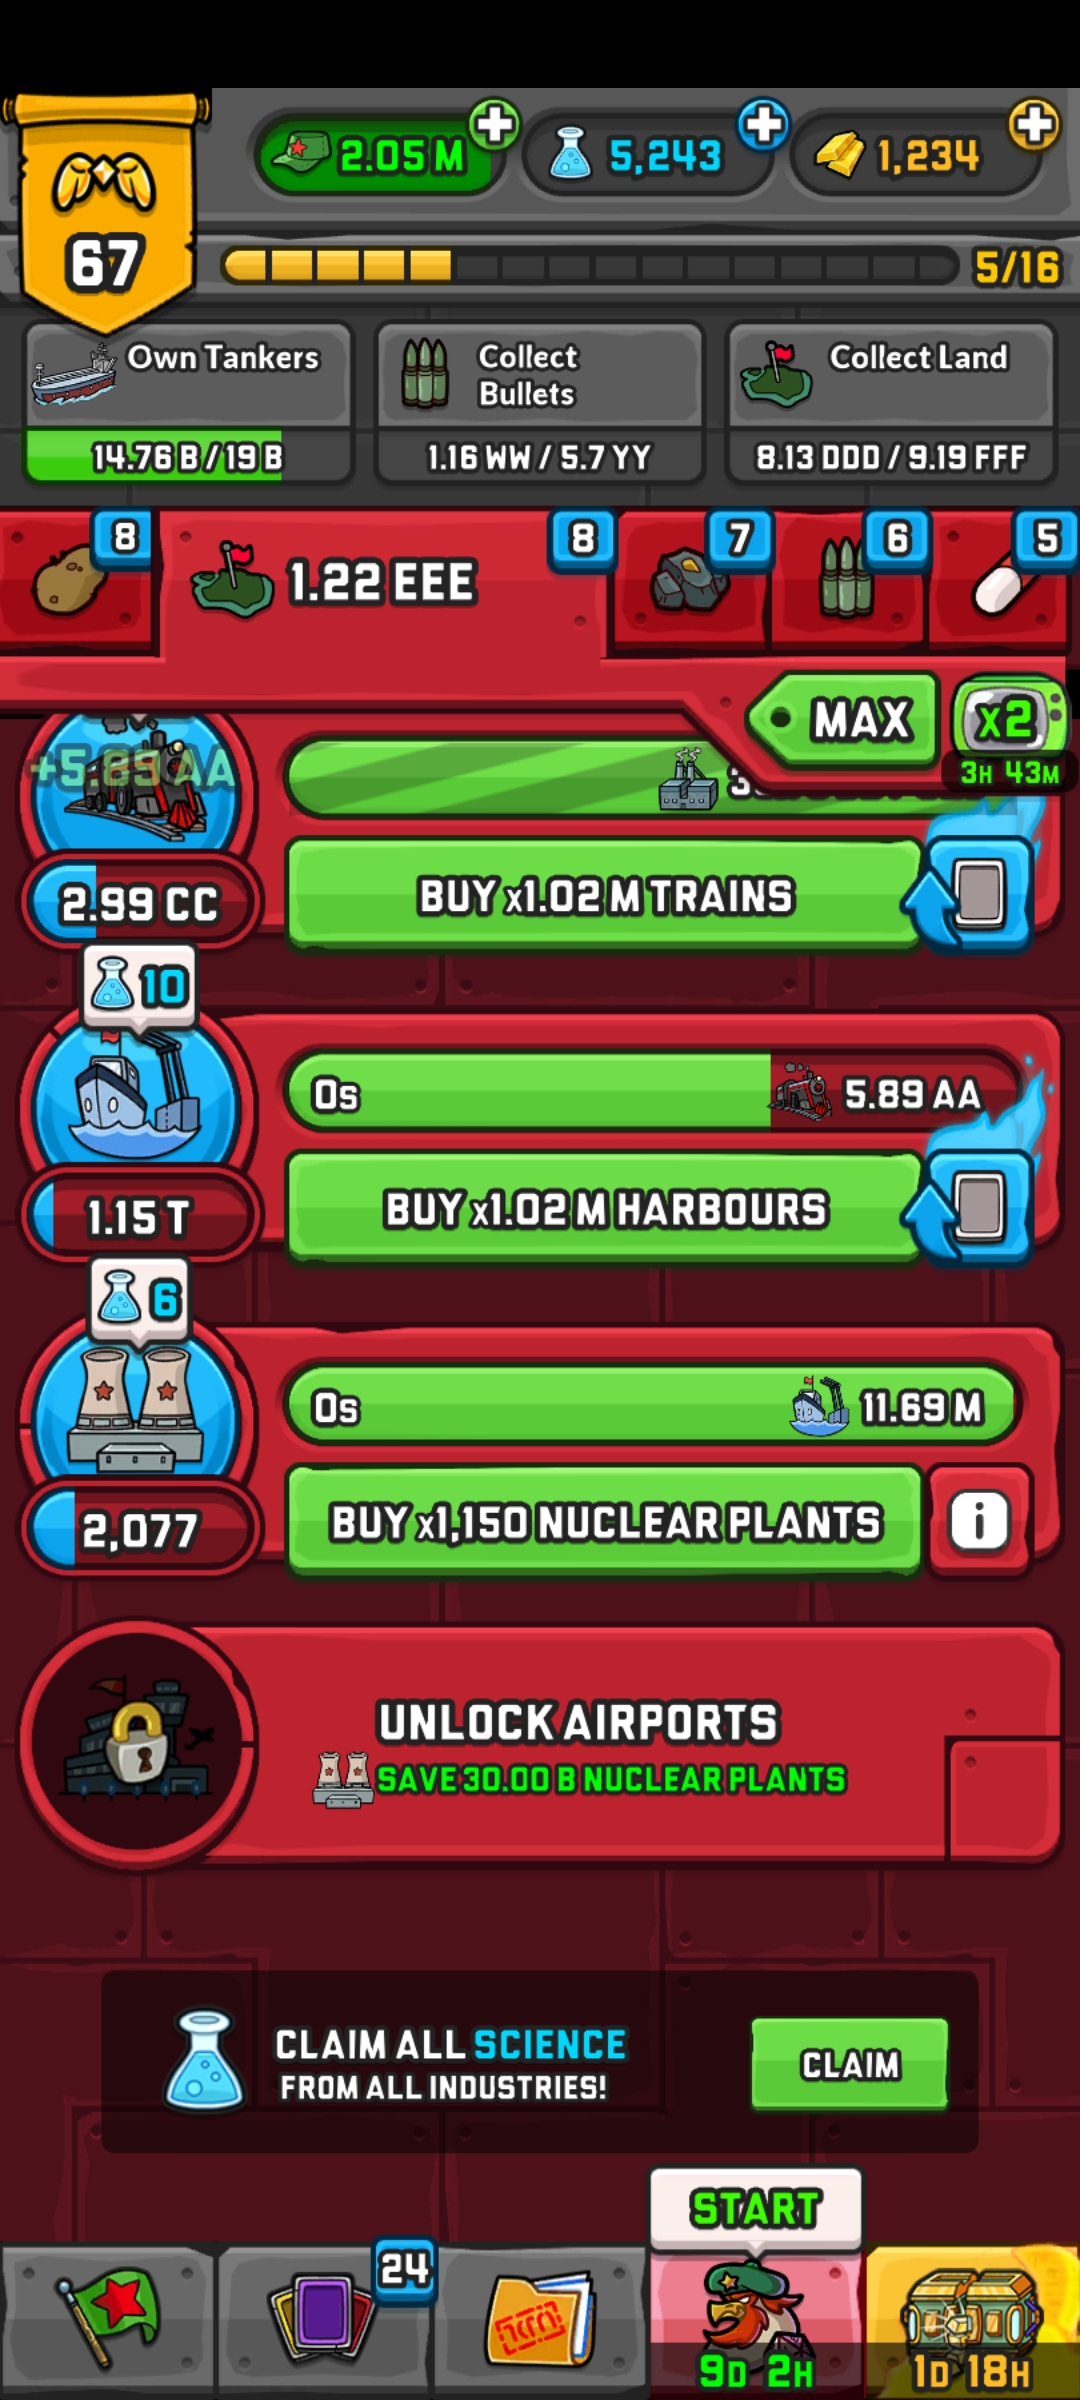 2.05 M
5,243
1,234
67
5/16
Own Tankers
14.76 B / 19 B
Collect
Bullets
1.16 WW / 5.7 YY
Collect Land
8.13 DDD / 9.19 FFF
8
1.22 EEE
8
7
6
5
MAX
x2
3H 43M
+5.89 AA
2.99 CC
BUY x1.02 M TRAINS
10
0s
5.89 AA
1.15 T
BUY x1.02 M HARBOURS
6
0s
11.69 M
2,077
BUY x1,150 NUCLEAR PLANTS
i
UNLOCK AIRPORTS
SAVE 30.00 B NUCLEAR PLANTS
CLAIM ALL SCIENCE
FROM ALL INDUSTRIES!
CLAIM
START
24
9D 2H
1D 18H